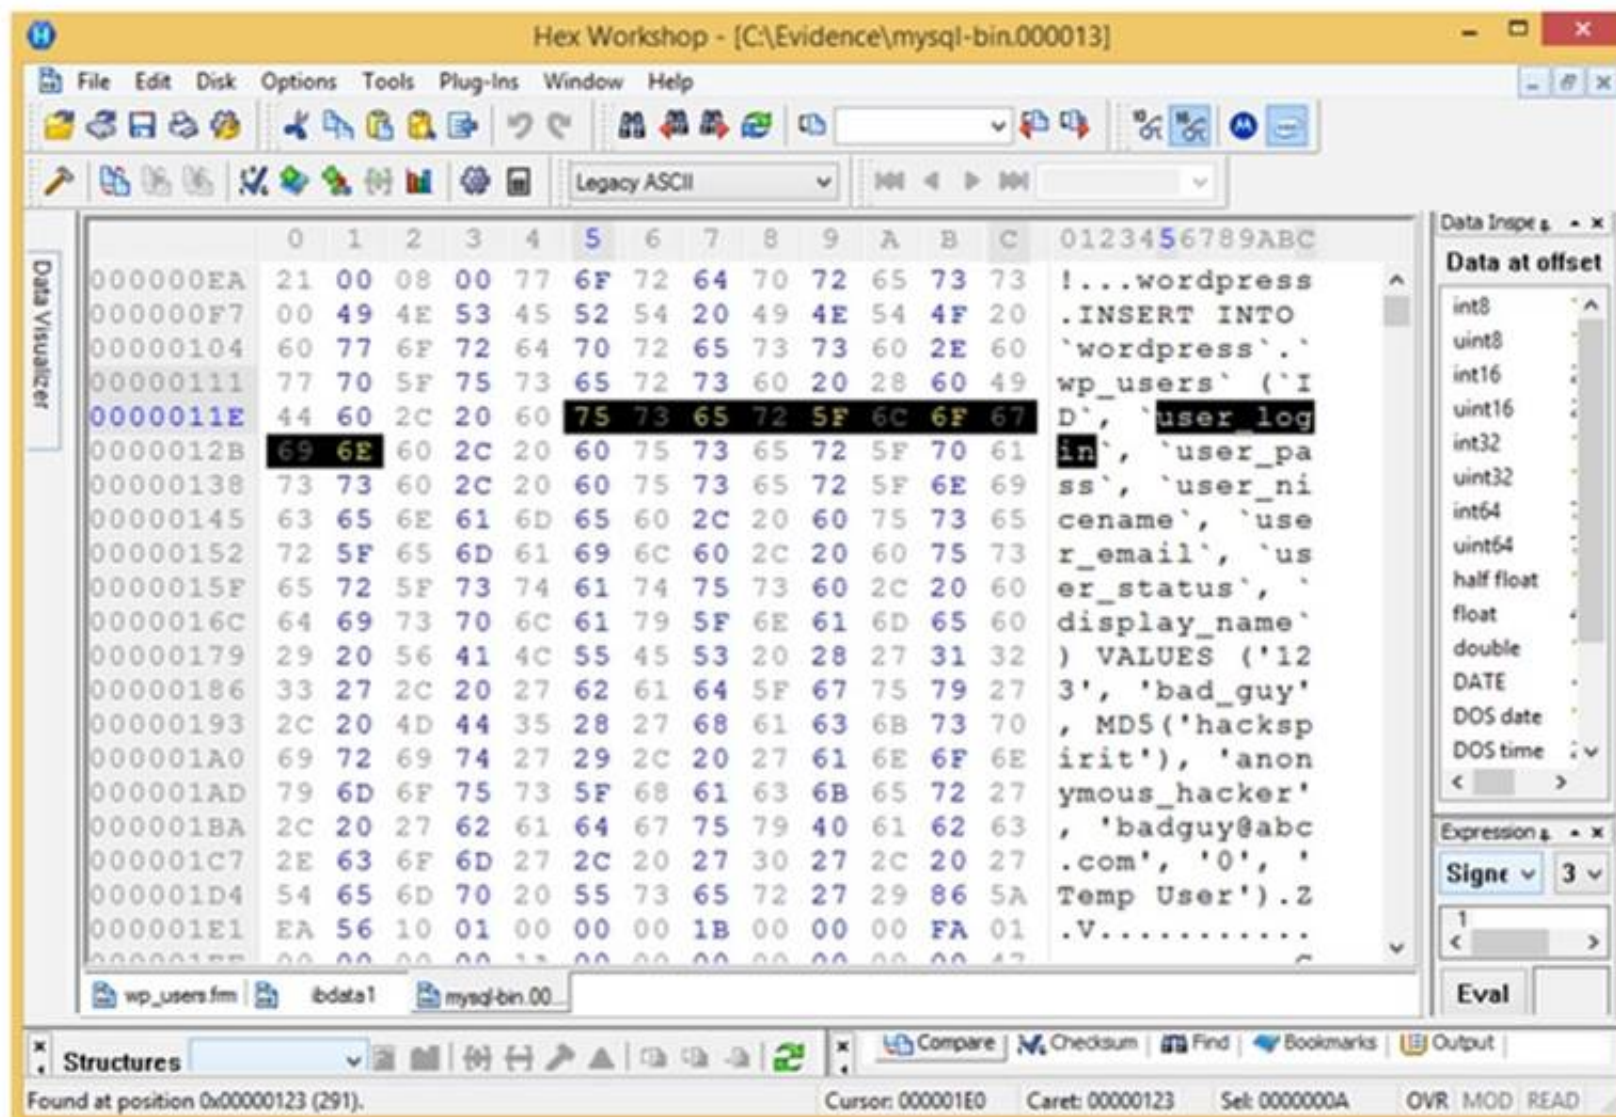 Hex Workshop - [C:\Evidence\mysql-bin.000013]
File Edit Disk Options Tools Plug-Ins Window Help
Legacy ASCII
Data Visualizer
0 1 2 3 4 5 6 7 8 9 A B C 0123456789ABC
000000EA 21 00 08 00 77 6F 72 64 70 72 65 73 73 !...wordpress
000000F7 00 49 4E 53 45 52 54 20 49 4E 54 4F 20 .INSERT INTO
00000104 60 77 6F 72 64 70 72 65 73 73 60 2E 60 `wordpress`.`
00000111 77 70 5F 75 73 65 72 73 60 20 28 60 49 wp_users` (`I
0000011E 44 60 2C 20 60 75 73 65 72 5F 6C 6F 67 D`, `user_log
0000012B 69 6E 60 2C 20 60 75 73 65 72 5F 70 61 in`, `user_pa
00000138 73 73 60 2C 20 60 75 73 65 72 5F 6E 69 ss`, `user_ni
00000145 63 65 6E 61 6D 65 60 2C 20 60 75 73 65 cename`, `use
00000152 72 5F 65 6D 61 69 6C 60 2C 20 60 75 73 r_email`, `us
0000015F 65 72 5F 73 74 61 74 75 73 60 2C 20 60 er_status`, `
0000016C 64 69 73 70 6C 61 79 5F 6E 61 6D 65 60 display_name`
00000179 29 20 56 41 4C 55 45 53 20 28 27 31 32 ) VALUES ('12
00000186 33 27 2C 20 27 62 61 64 5F 67 75 79 27 3', 'bad_guy'
00000193 2C 20 4D 44 35 28 27 68 61 63 6B 73 70 , MD5('hacksp
000001A0 69 72 69 74 27 29 2C 20 27 61 6E 6F 6E irit'), 'anon
000001AD 79 6D 6F 75 73 5F 68 61 63 6B 65 72 27 ymous_hacker'
000001BA 2C 20 27 62 61 64 67 75 79 40 61 62 63 , 'badguy@abc
000001C7 2E 63 6F 6D 27 2C 20 27 30 27 2C 20 27 .com', '0', '
000001D4 54 65 6D 70 20 55 73 65 72 27 29 86 5A Temp User').Z
000001E1 EA 56 10 01 00 00 00 1B 00 00 00 FA 01 .V...........
Data Inspe
Data at offset
int8
uint8
int16
uint16
int32
uint32
int64
uint64
half float
float
double
DATE
DOS date
DOS time
Expression
Signe 3
1
Eval
wp_users.frm ibdata1 mysql-bin.00...
Structures
Compare Checksum Find Bookmarks Output
Found at position 0x00000123 (291). Cursor: 000001E0 Caret: 00000123 Sel: 0000000A OVR MOD READ